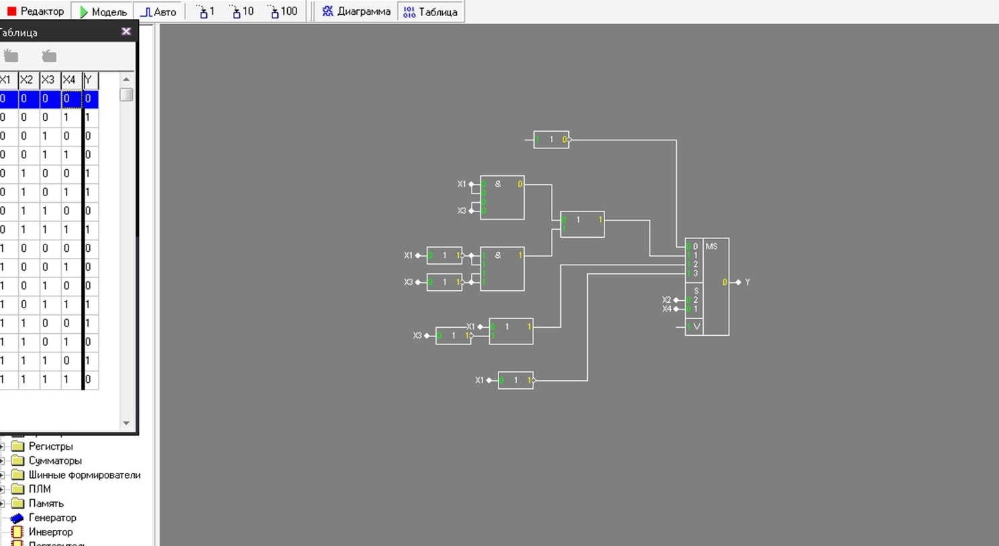 Редактор Модель Авто 1 10 100 Диаграмма Таблица
Таблица
X1 X2 X3 X4 Y
0 0 0 0 0
0 0 0 1 1
0 0 1 0 0
0 0 1 1 0
0 1 0 0 1
0 1 0 1 1
0 1 1 0 0
0 1 1 1 1
1 0 0 0 0
1 0 0 1 0
1 0 1 0 0
1 0 1 1 1
1 1 0 0 1
1 1 0 1 0
1 1 1 0 1
1 1 1 1 0
Регистры
Сумматоры
Шинные формирователи
ПЛМ
Память
Генератор
Инвертор
1 1 0
X1 0 & 0
0
0
X3 0
0 1 1
1
X1 0 1 1
1 & 1
1
1
X3 0 1 1
1
X1 0 1 1
X3 0 1 1
1
X1 0 1 1
0 0 MS
1 1
1 2
1 3
0 Y
S
X2 0 2
X4 0 1
1 V